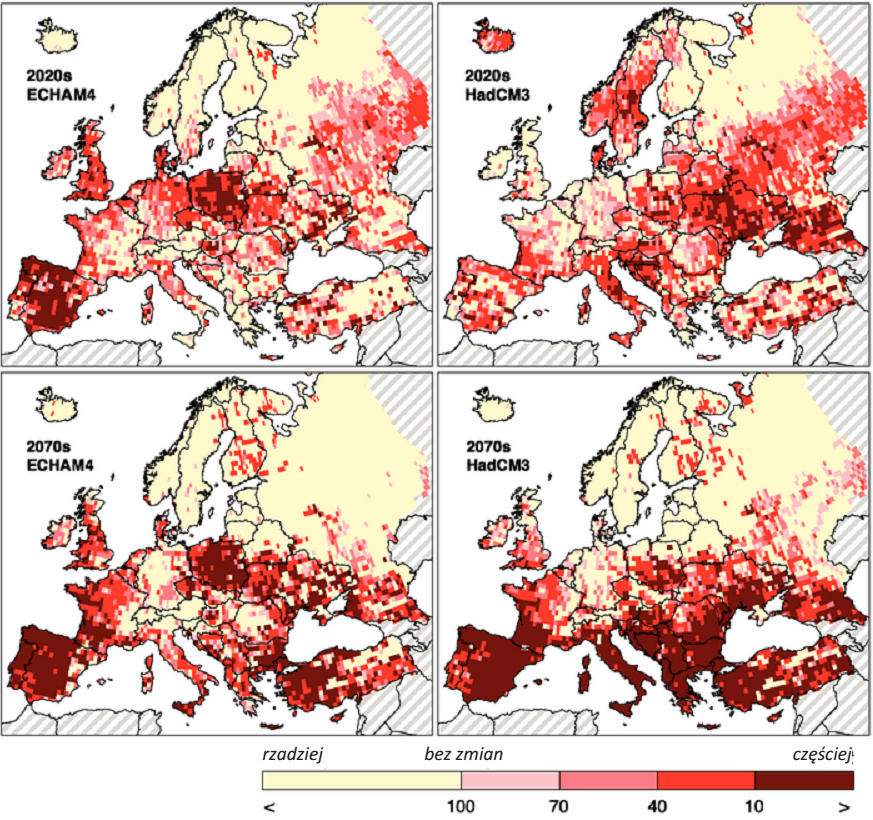 2020s
ECHAM4
2020s
HadCM3
2070s
ECHAM4
2070s
HadCM3
rzadziej bez zmian częściej
< 100 70 40 10 >